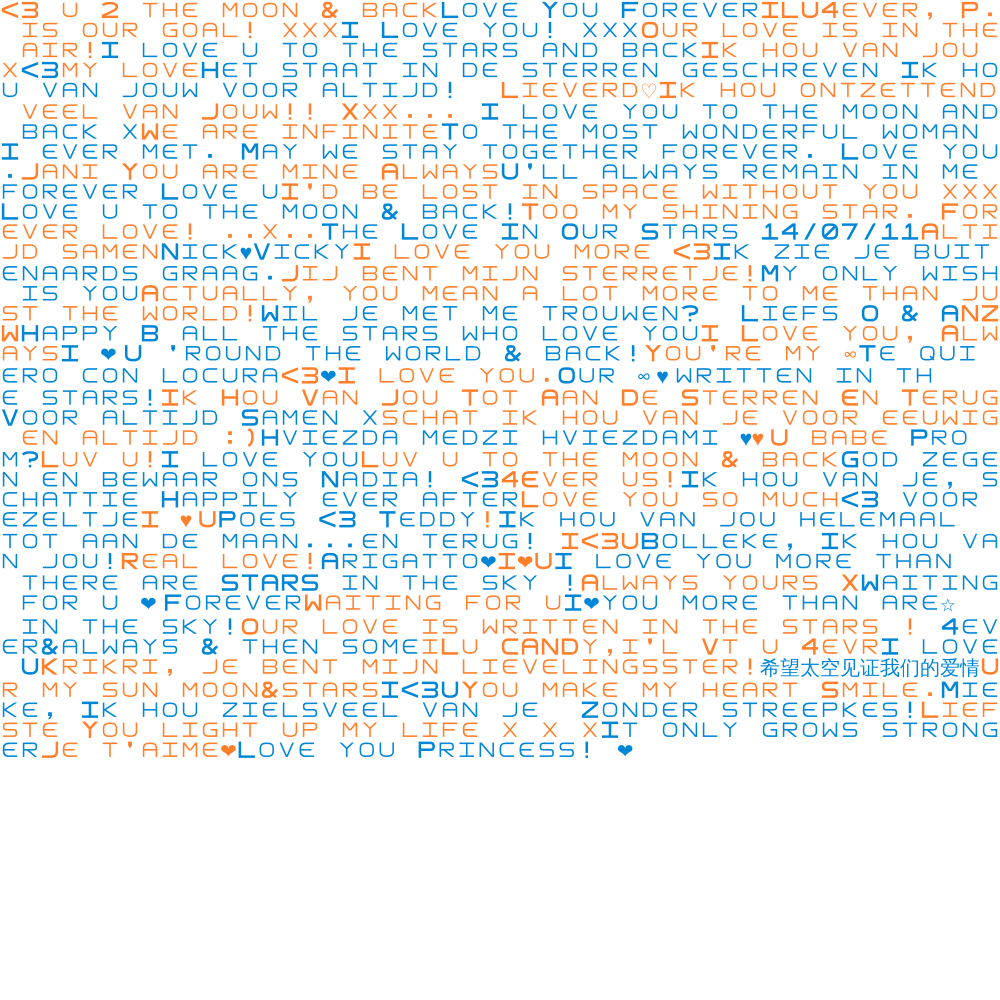 <3 u 2 the moon & backLove You ForeverILU4ever, P.
is our goal! xxxI Love you! xxxOur love is in the
air!I love u to the stars and backIk hou van jou
x<3my loveHet staat in de sterren geschreven Ik ho
u van jouw voor altijd!  Lieverd♡Ik hou ontzettend
veel van Jouw!! Xxx... I love you to the moon and
back xWe are infiniteTo the most wonderful woman
I ever met. May we stay together forever. Love you
.Jani You are mine AlwaysU'll always remain in me
forever Love uI'd be lost in space without you xxx
Love u to the moon & back!Too my shining star. For
ever love! ..x..The Love In Our Stars 14/07/11Alti
jd samenNick♥VickyI love you more <3Ik zie je buit
enaards graag.Jij bent mijn sterretje!My only wish
is youActually, you mean a lot more to me than ju
st the world!Wil je met me trouwen?  Liefs O & ANZ
WHappy B all the stars who love youI Love you, Alw
aysI ❤U 'round the world & back!You're my ∞Te qui
ero con locura<3❤I love you.Our ∞♥written in th
e stars!Ik Hou Van Jou Tot Aan De Sterren En Terug
Voor altijd Samen xSchat ik hou van je voor eeuwig
en altijd :)Hviezda medzi hviezdami ♥♥U babe Pro
m?Luv u!I love youLuv u to the moon & backGod zege
n en bewaar ons Nadia! <34Ever us!Ik hou van je, s
chattie Happily ever afterLove you so much<3 voor
ezeltjeI ♥UPoes <3 Teddy!Ik hou van jou helemaal
tot aan de maan...en terug! I<3UBolleke, Ik hou va
n jou!Real love!Arigatto❤I❤UI love you more than
there are STARS in the sky !Always yours XWaiting
for u ❤ForeverWaiting for uI❤you more than are☆
in the sky!Our love is written in the stars ! 4ev
er&always & then someiLu CANDy,i'l Vt u 4evrI love
UKrikri, je bent mijn lievelingsster!希望太空见证我们的爱情U
r my sun moon&starsI<3UYou make my heart Smile.Mie
ke, Ik hou zielsveel van je  Zonder streepkes!Lief
ste You light up my life x x xIt only grows strong
erJe t'aime❤Love you Princess! ❤